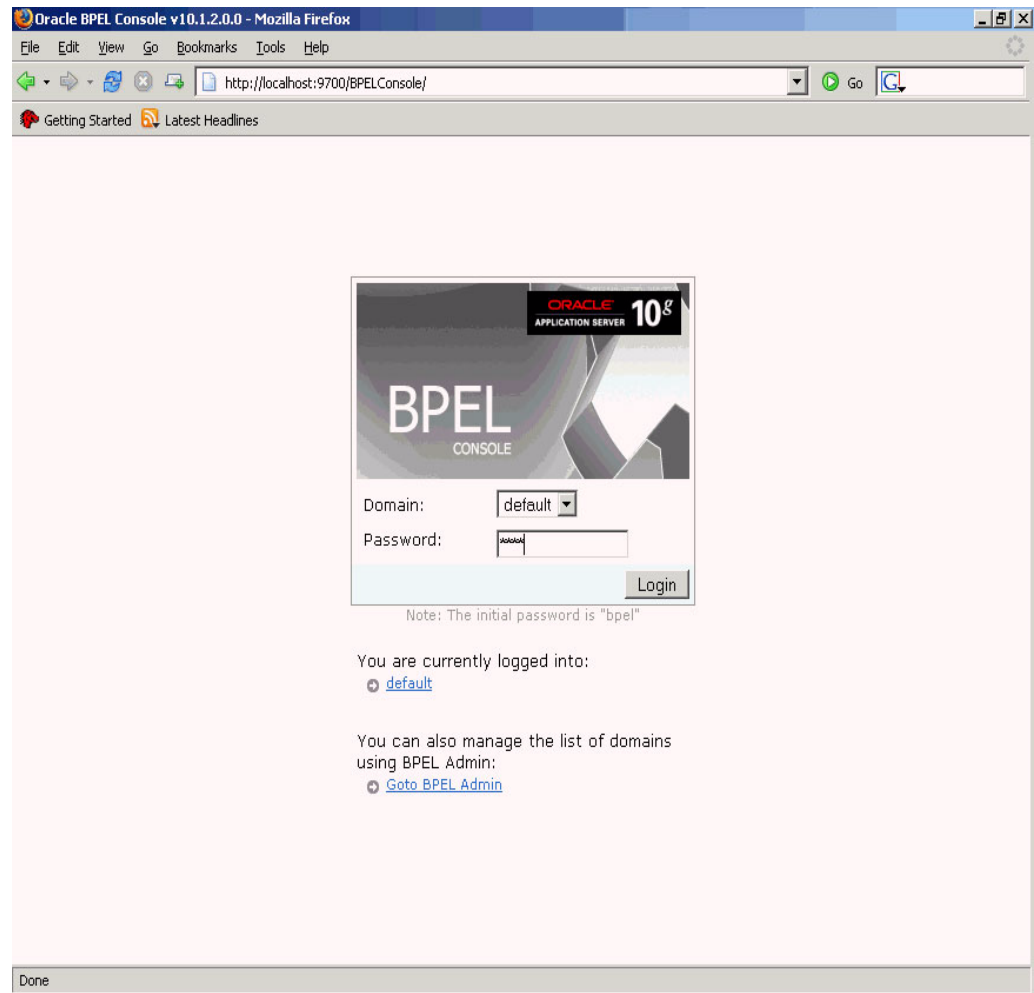 Oracle BPEL Console v10.1.2.0.0 - Mozilla Firefox
File Edit View Go Bookmarks Tools Help
http://localhost:9700/BPELConsole/
Go
G
Getting Started Latest Headlines
ORACLE
APPLICATION SERVER 10g
BPEL
CONSOLE
Domain: default
Password: ****
Login
Note: The initial password is "bpel"
You are currently logged into:
default
You can also manage the list of domains
using BPEL Admin:
Goto BPEL Admin
Done